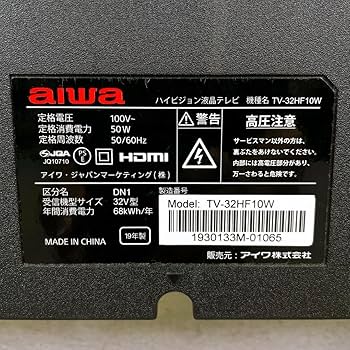 aiwa ハイビジョン液晶テレビ 機種名 TV-32HF10W
定格電圧 100V~
定格消費電力 50W
定格周波数 50/60Hz
JQA
JQ10710
PS
E
HDMI
アイワ・ジャパンマーケティング(株)
警告 高圧注意
サービスマン以外の方は、
裏ぶたをあけないでください。
内部には高電圧部分があり、
万一さわると危険です。
区分名 DN1
受信機型サイズ 32V型
年間消費電力 68kWh/年
MADE IN CHINA
19年製
製造番号
Model: TV-32HF10W
1930133M-01065
販売元:アイワ株式会社